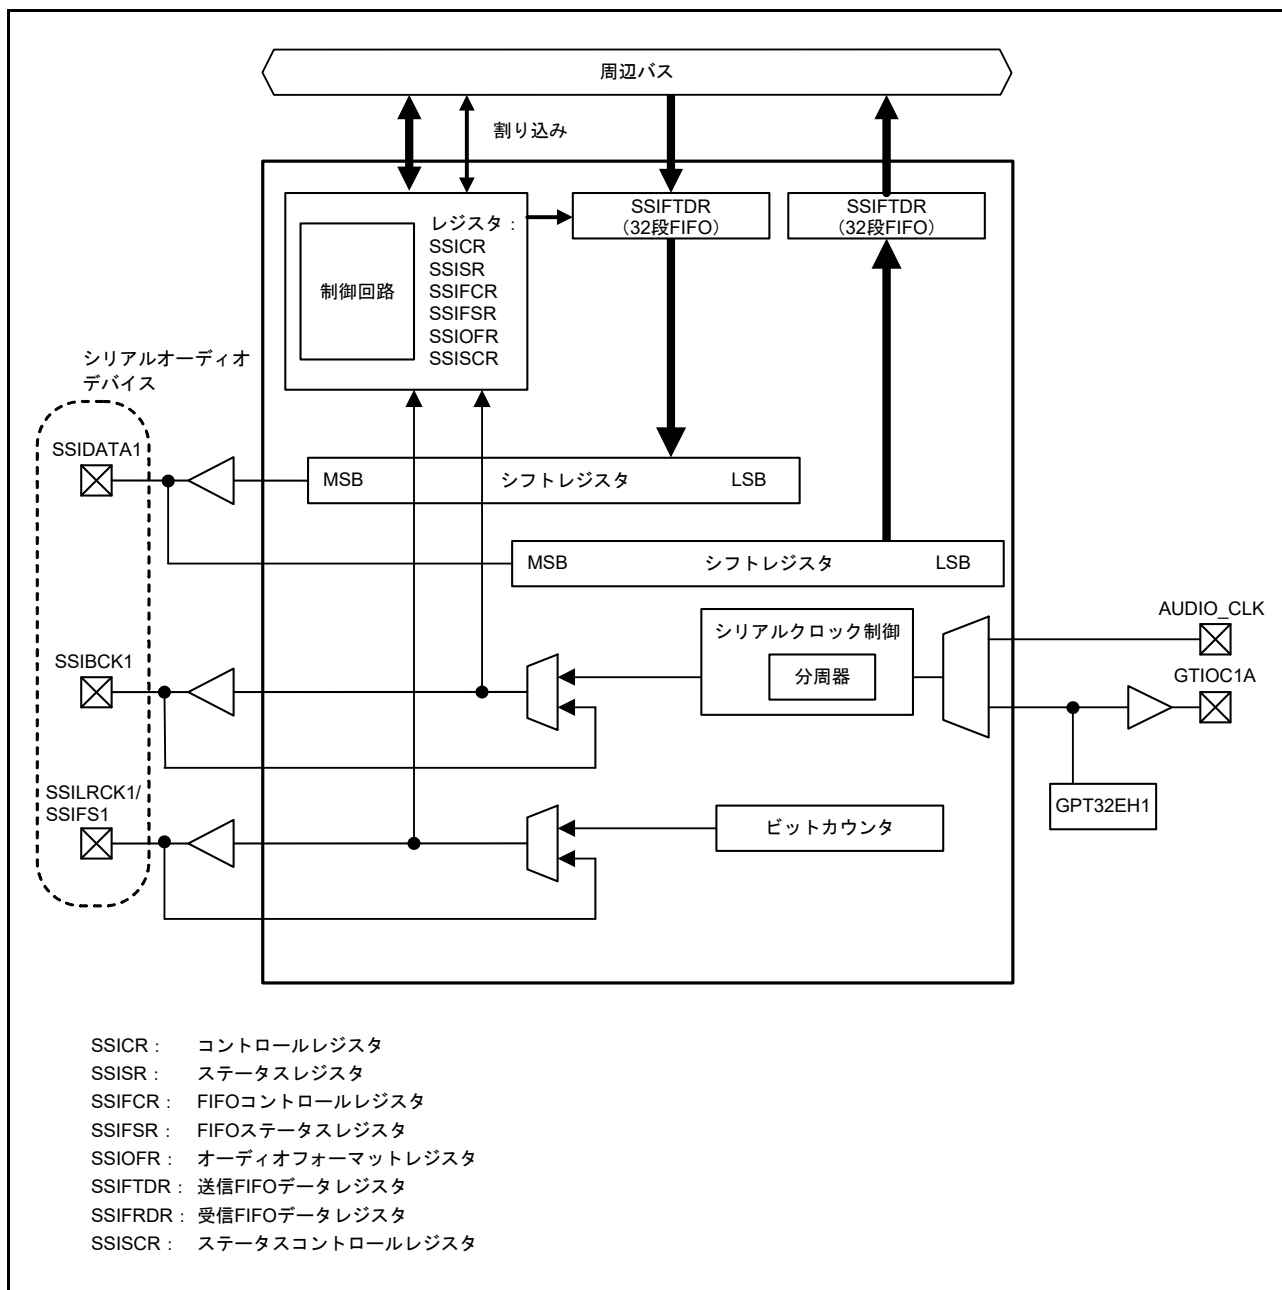 周辺バス
割り込み
レジスタ：
SSICR
SSISR
SSIFCR
SSIFSR
SSIOFR
SSISCR
制御回路
SSIFTDR
（32段FIFO）
SSIFTDR
（32段FIFO）
シリアルオーディオ
デバイス
SSIDATA1
MSB シフトレジスタ LSB
MSB シフトレジスタ LSB
シリアルクロック制御
分周器
AUDIO_CLK
GTIOC1A
SSIBCK1
GPT32EH1
SSILRCK1/
SSIFS1
ビットカウンタ
SSICR： コントロールレジスタ
SSISR： ステータスレジスタ
SSIFCR： FIFOコントロールレジスタ
SSIFSR： FIFOステータスレジスタ
SSIOFR： オーディオフォーマットレジスタ
SSIFTDR： 送信FIFOデータレジスタ
SSIFRDR： 受信FIFOデータレジスタ
SSISCR： ステータスコントロールレジスタ